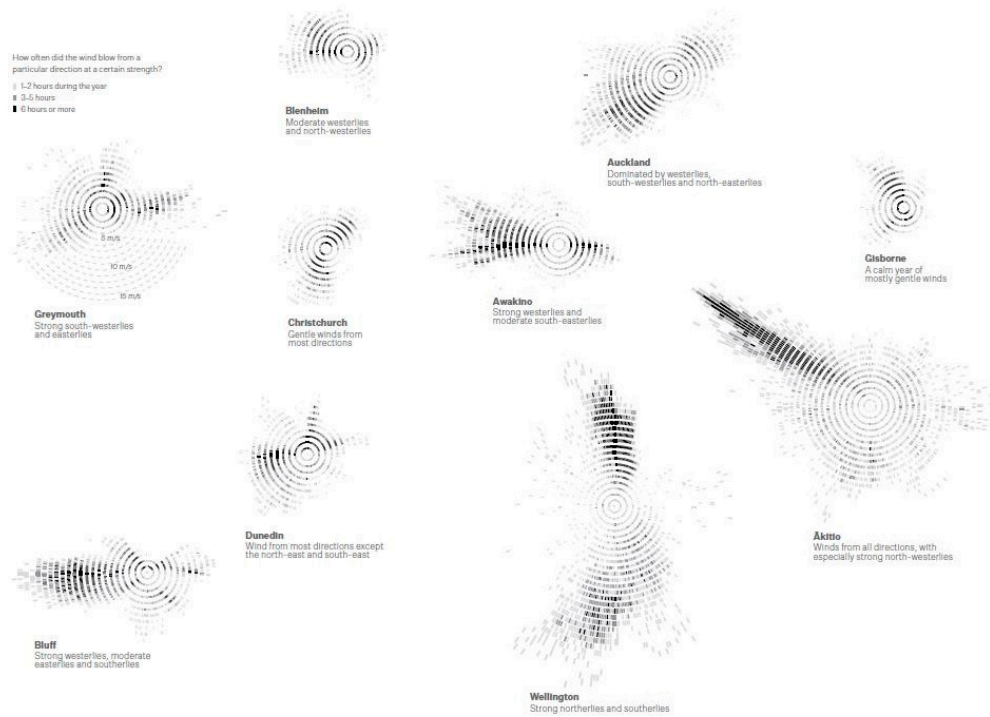 How often did the wind blow from a
particular direction at a certain strength?
1–2 hours during the year
3–5 hours
6 hours or more
Blenheim
Moderate westerlies
and north-westerlies
Auckland
Dominated by westerlies,
south-westerlies and north-easterlies
5 m/s
10 m/s
15 m/s
Greymouth
Strong south-westerlies
and easterlies
Christchurch
Gentle winds from
most directions
Awakino
Strong westerlies and
moderate south-easterlies
Gisborne
A calm year of
mostly gentle winds
Dunedin
Wind from most directions except
the north-east and south-east
Ākitio
Winds from all directions, with
especially strong north-westerlies
Bluff
Strong westerlies, moderate
easterlies and southerlies
Wellington
Strong northerlies and southerlies